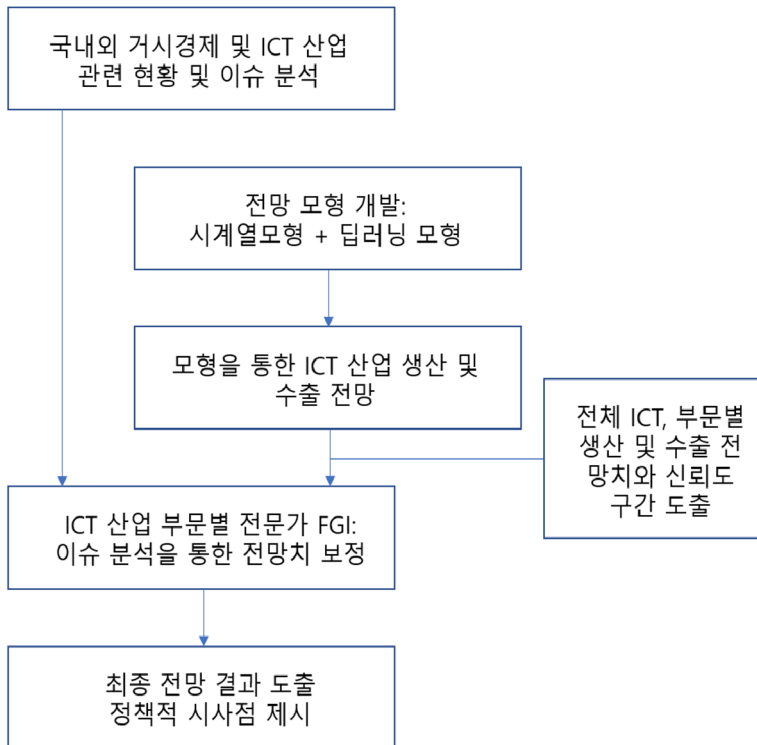 국내외 거시경제 및 ICT 산업
관련 현황 및 이슈 분석
전망 모형 개발:
시계열모형 + 딥러닝 모형
모형을 통한 ICT 산업 생산 및
수출 전망
전체 ICT, 부문별
생산 및 수출 전
망치와 신뢰도
구간 도출
ICT 산업 부문별 전문가 FGI:
이슈 분석을 통한 전망치 보정
최종 전망 결과 도출
정책적 시사점 제시